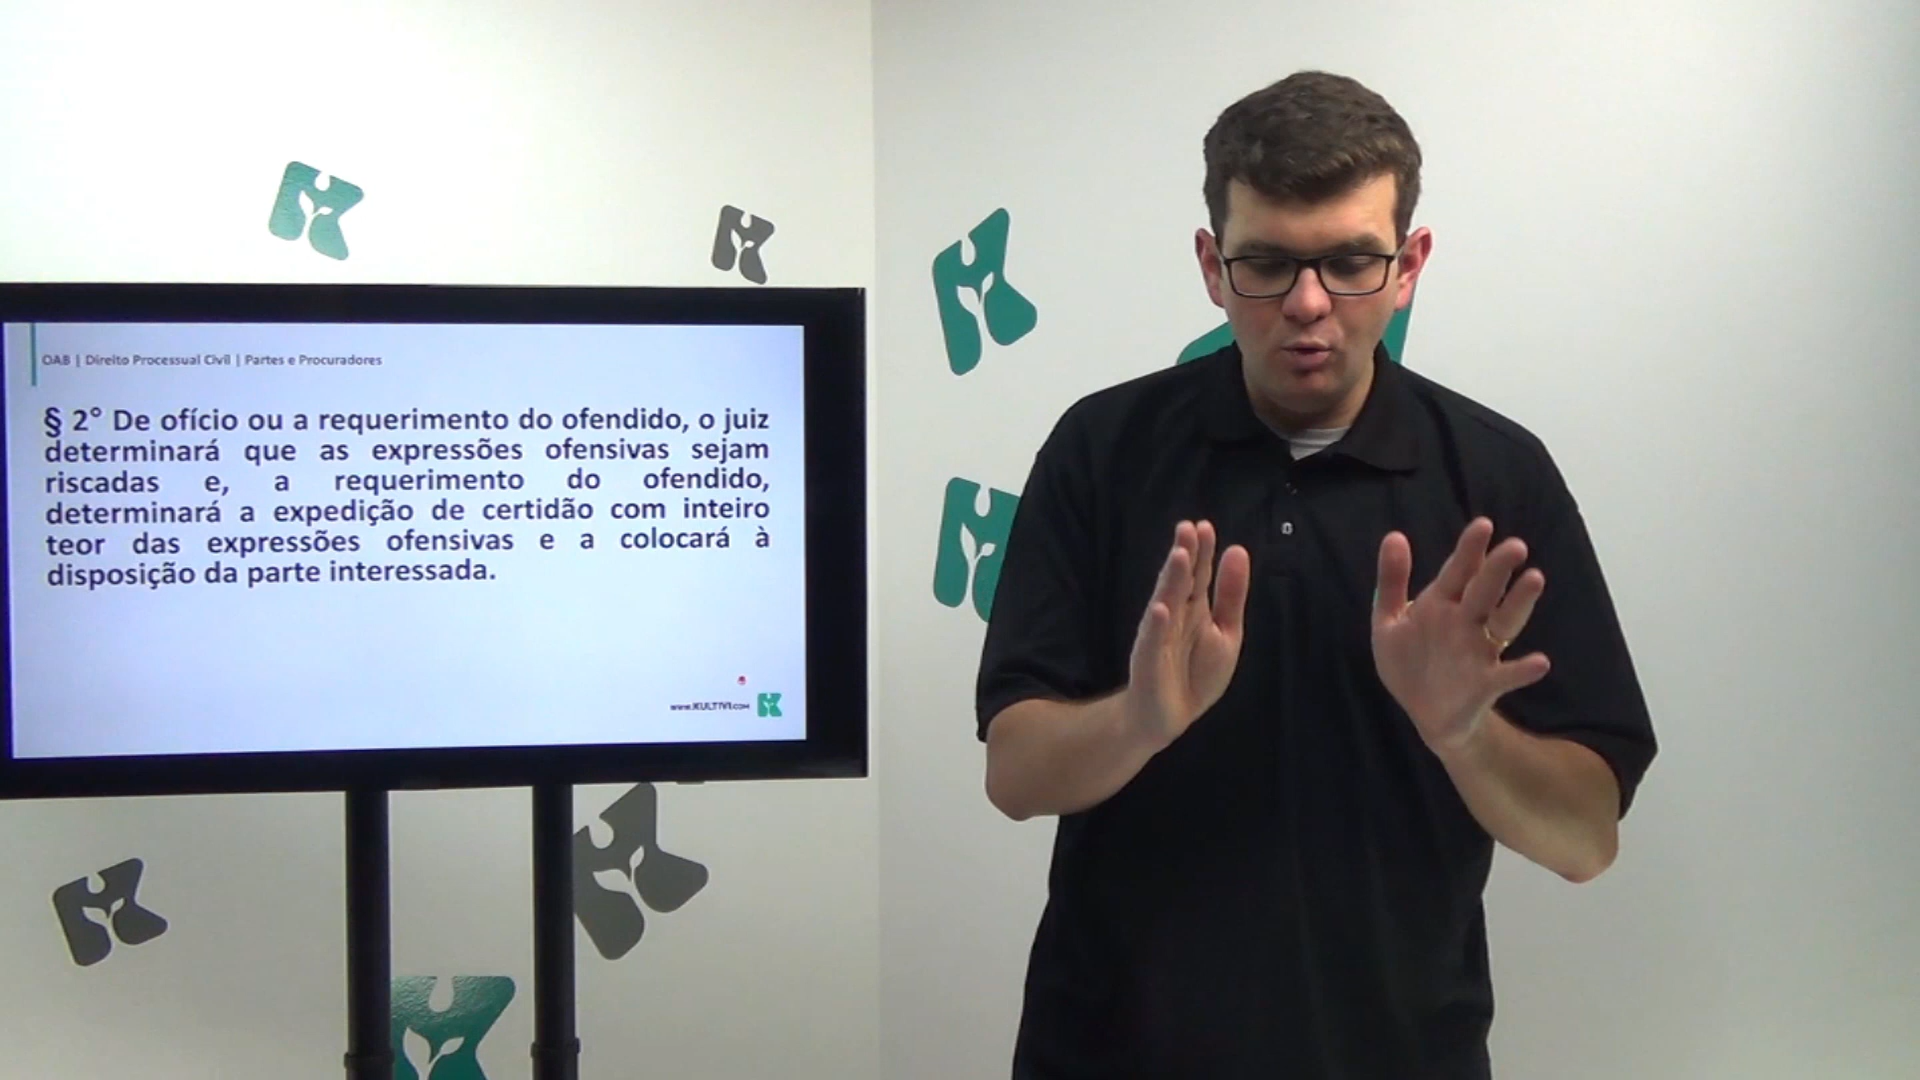 OAB | Direito Processual Civil | Partes e Procuradores
§ 2° De ofício ou a requerimento do ofendido, o juiz
determinará que as expressões ofensivas sejam
riscadas e, a requerimento do ofendido,
determinará a expedição de certidão com inteiro
teor das expressões ofensivas e a colocará à
disposição da parte interessada.
www.KULTIVI.COM